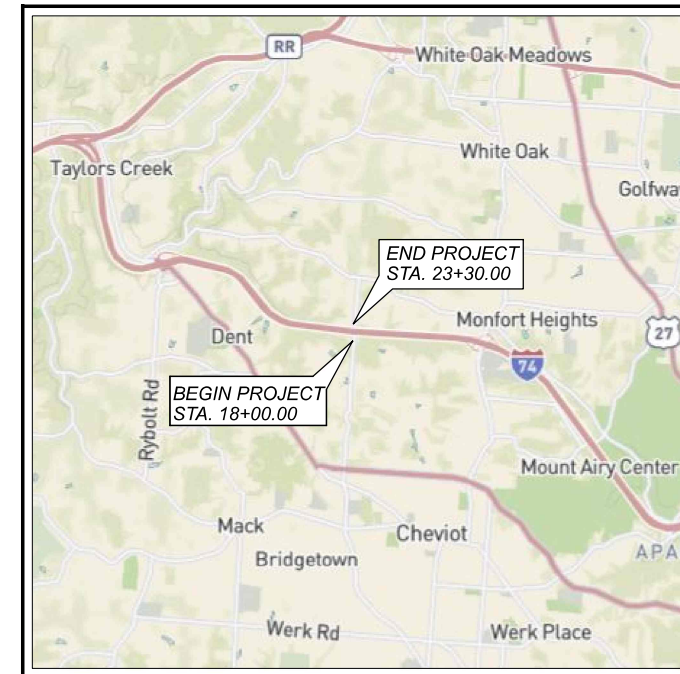 RR
White Oak Meadows
Taylors Creek
White Oak
Golfwa
END PROJECT
STA. 23+30.00
Monfort Heights
27
Dent
74
BEGIN PROJECT
STA. 18+00.00
Rybolt Rd
Mount Airy Center
Mack
Cheviot
APA
Bridgetown
Werk Rd
Werk Place